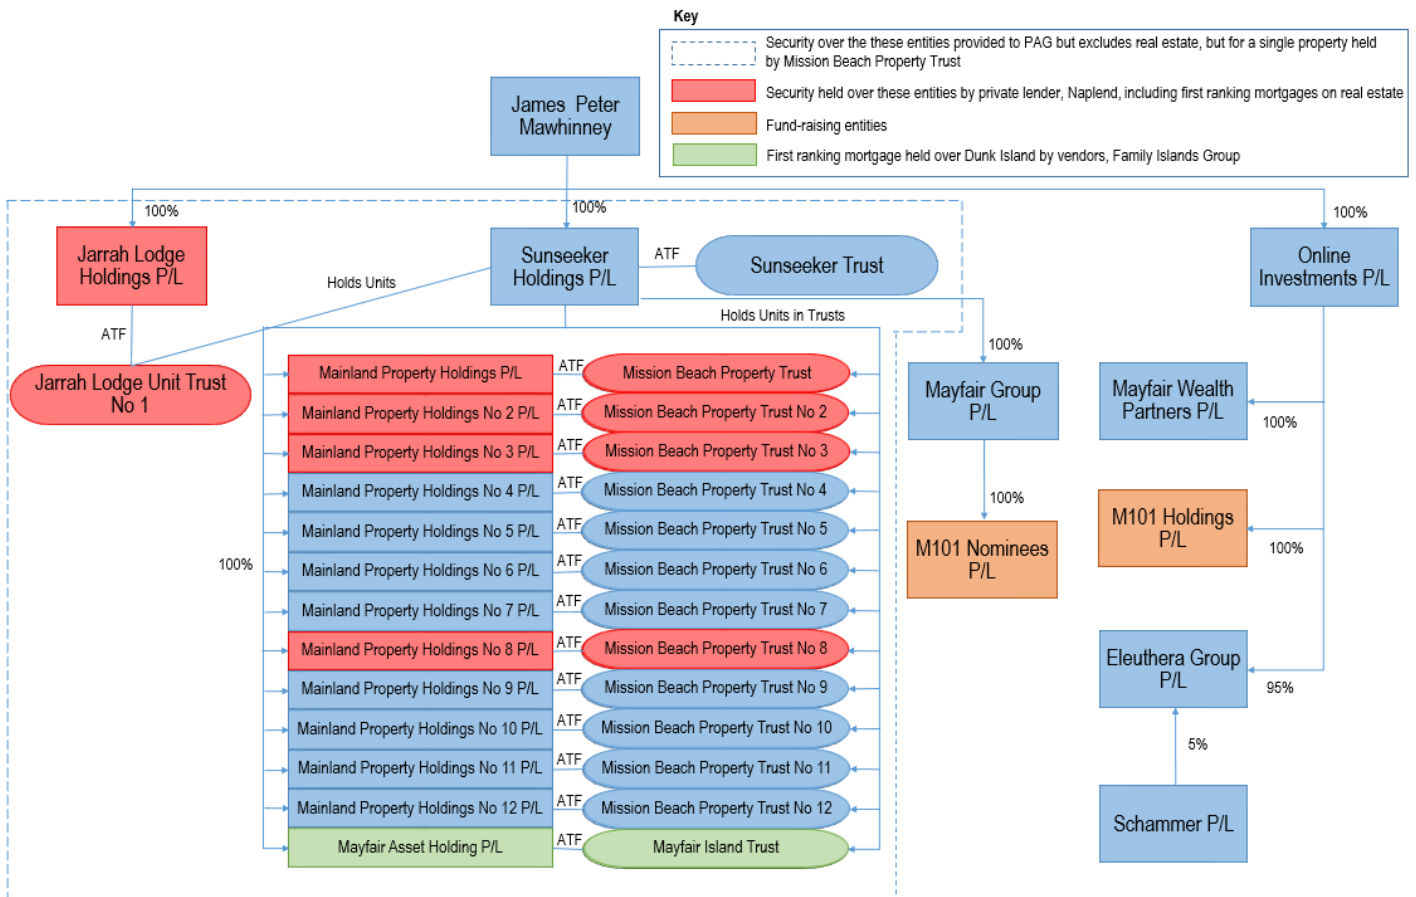 Key
Security over the these entities provided to PAG but excludes real estate, but for a single property held
by Mission Beach Property Trust
Security held over these entities by private lender, Naplend, including first ranking mortgages on real estate
Fund-raising entities
First ranking mortgage held over Dunk Island by vendors, Family Islands Group
James Peter
Mawhinney
100%
100%
100%
Jarrah Lodge
Holdings P/L
Sunseeker
Holdings P/L
ATF
Sunseeker Trust
Online
Investments P/L
Holds Units
ATF
Holds Units in Trusts
Jarrah Lodge Unit Trust
No 1
100%
Mainland Property Holdings P/L
ATF
Mission Beach Property Trust
Mainland Property Holdings No 2 P/L
ATF
Mission Beach Property Trust No 2
Mainland Property Holdings No 3 P/L
ATF
Mission Beach Property Trust No 3
Mainland Property Holdings No 4 P/L
ATF
Mission Beach Property Trust No 4
Mainland Property Holdings No 5 P/L
ATF
Mission Beach Property Trust No 5
Mainland Property Holdings No 6 P/L
ATF
Mission Beach Property Trust No 6
Mainland Property Holdings No 7 P/L
ATF
Mission Beach Property Trust No 7
Mainland Property Holdings No 8 P/L
ATF
Mission Beach Property Trust No 8
Mainland Property Holdings No 9 P/L
ATF
Mission Beach Property Trust No 9
Mainland Property Holdings No 10 P/L
ATF
Mission Beach Property Trust No 10
Mainland Property Holdings No 11 P/L
ATF
Mission Beach Property Trust No 11
Mainland Property Holdings No 12 P/L
ATF
Mission Beach Property Trust No 12
Mayfair Asset Holding P/L
ATF
Mayfair Island Trust
100%
Mayfair Group
P/L
100%
M101 Nominees
P/L
Mayfair Wealth
Partners P/L
100%
M101 Holdings
P/L
100%
Eleuthera Group
P/L
95%
5%
Schammer P/L